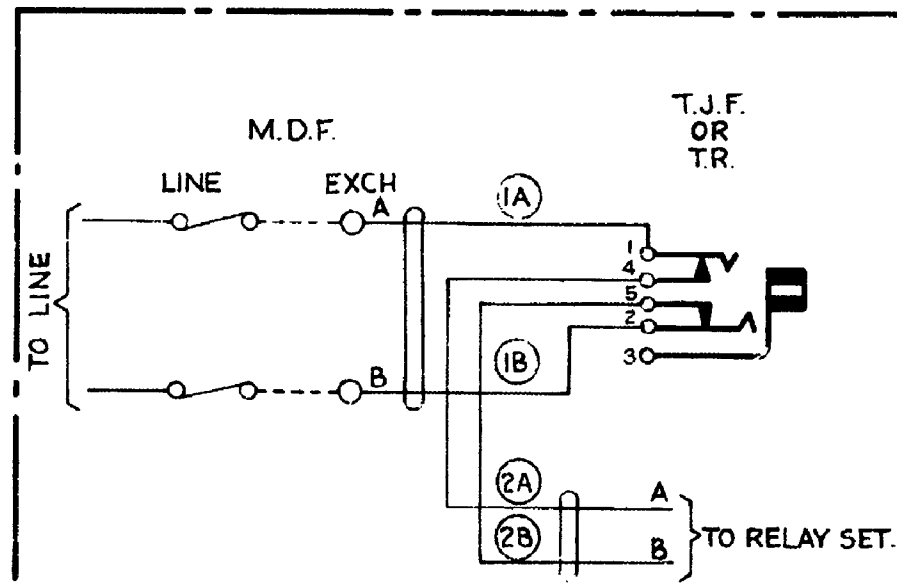 M.D.F.
T.J.F.
OR
T.R.
LINE
EXCH
A
1A
1
4
5
2
3
TO LINE
B
1B
2A
A
2B
B
TO RELAY SET.